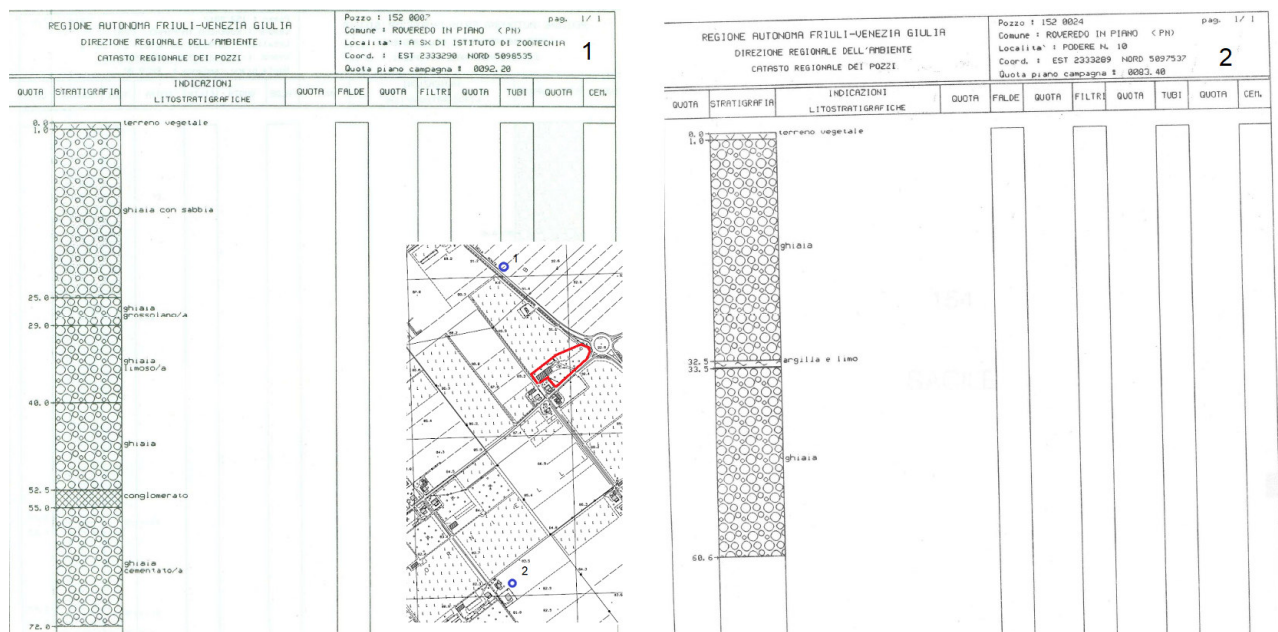 REGIONE AUTONOMA FRIULI-VENEZIA GIULIA
DIREZIONE REGIONALE DELL'AMBIENTE
CATASTO REGIONALE DEI POZZI
Pozzo : 152 0007 pag. 1/ 1
Comune : ROVEREDO IN PIANO (PN)
Localita' : A SX DI ISTITUTO DI ZOOTECNIA
Coord. : EST 2333290 NORD 5098535
Quota piano campagna : 0092.20
1
QUOTA STRATIGRAFIA INDICAZIONI LITOSTRATIGRAFICHE QUOTA FALDE QUOTA FILTRI QUOTA TUBI QUOTA CEM.
0.0 terreno vegetale
1.0
ghiaia con sabbia
25.0
ghiaia
grossolano/a
29.0
ghiaia
limoso/a
40.0
ghiaia
52.5
conglomerato
55.0
ghiaia
cementato/a
72.0
1
2
REGIONE AUTONOMA FRIULI-VENEZIA GIULIA
DIREZIONE REGIONALE DELL'AMBIENTE
CATASTO REGIONALE DEI POZZI
Pozzo : 152 0024 pag. 1/ 1
Comune : ROVEREDO IN PIANO (PN)
Localita' : PODERE N. 10
Coord. : EST 2333289 NORD 5097537
Quota piano campagna : 0083.40
2
QUOTA STRATIGRAFIA INDICAZIONI LITOSTRATIGRAFICHE QUOTA FALDE QUOTA FILTRI QUOTA TUBI QUOTA CEM.
0.0 terreno vegetale
1.0
ghiaia
32.5 argilla e limo
33.5
ghiaia
60.6